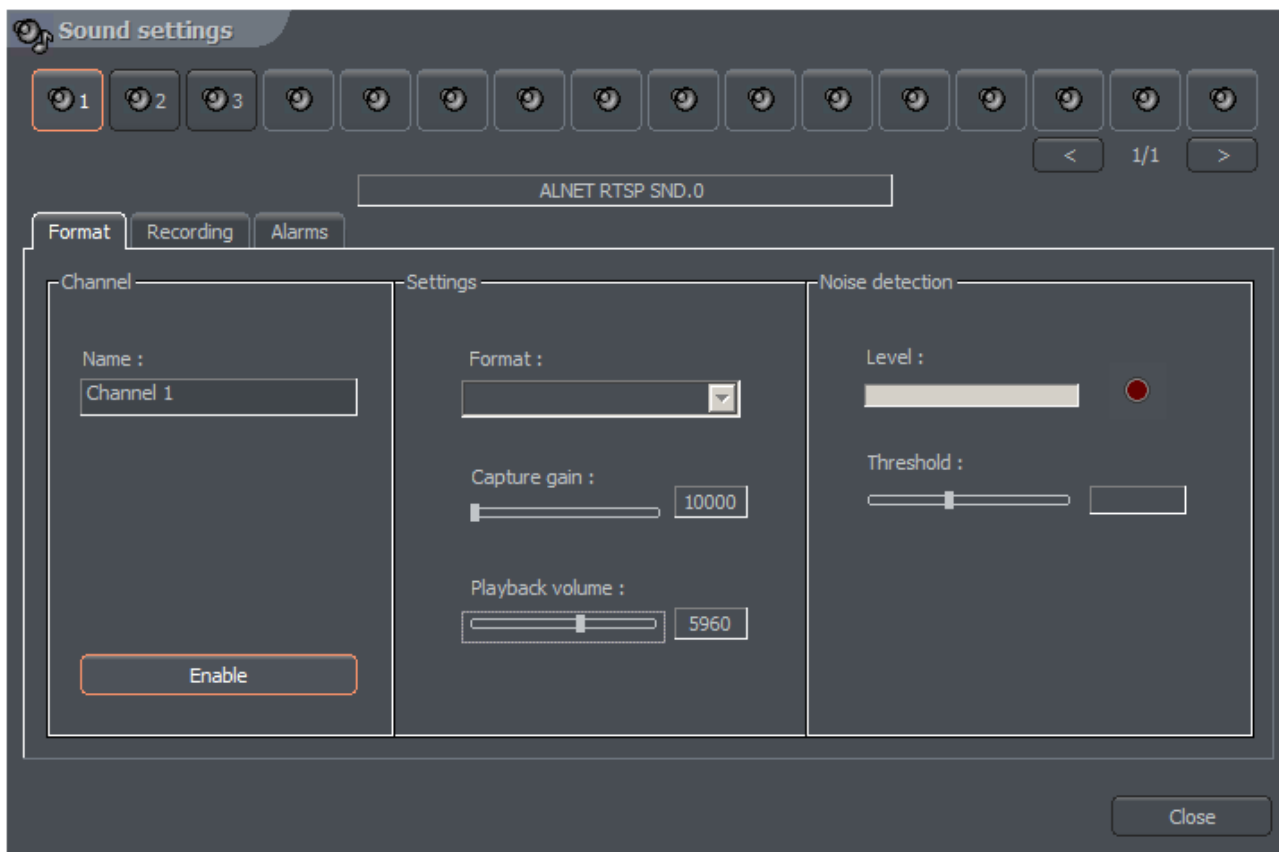 Sound settings
1 2 3
< 1/1 >
ALNET RTSP SND.0
Format Recording Alarms
Channel
Name :
Channel 1
Enable
Settings
Format :
Capture gain :
10000
Playback volume :
5960
Noise detection
Level :
Threshold :
Close